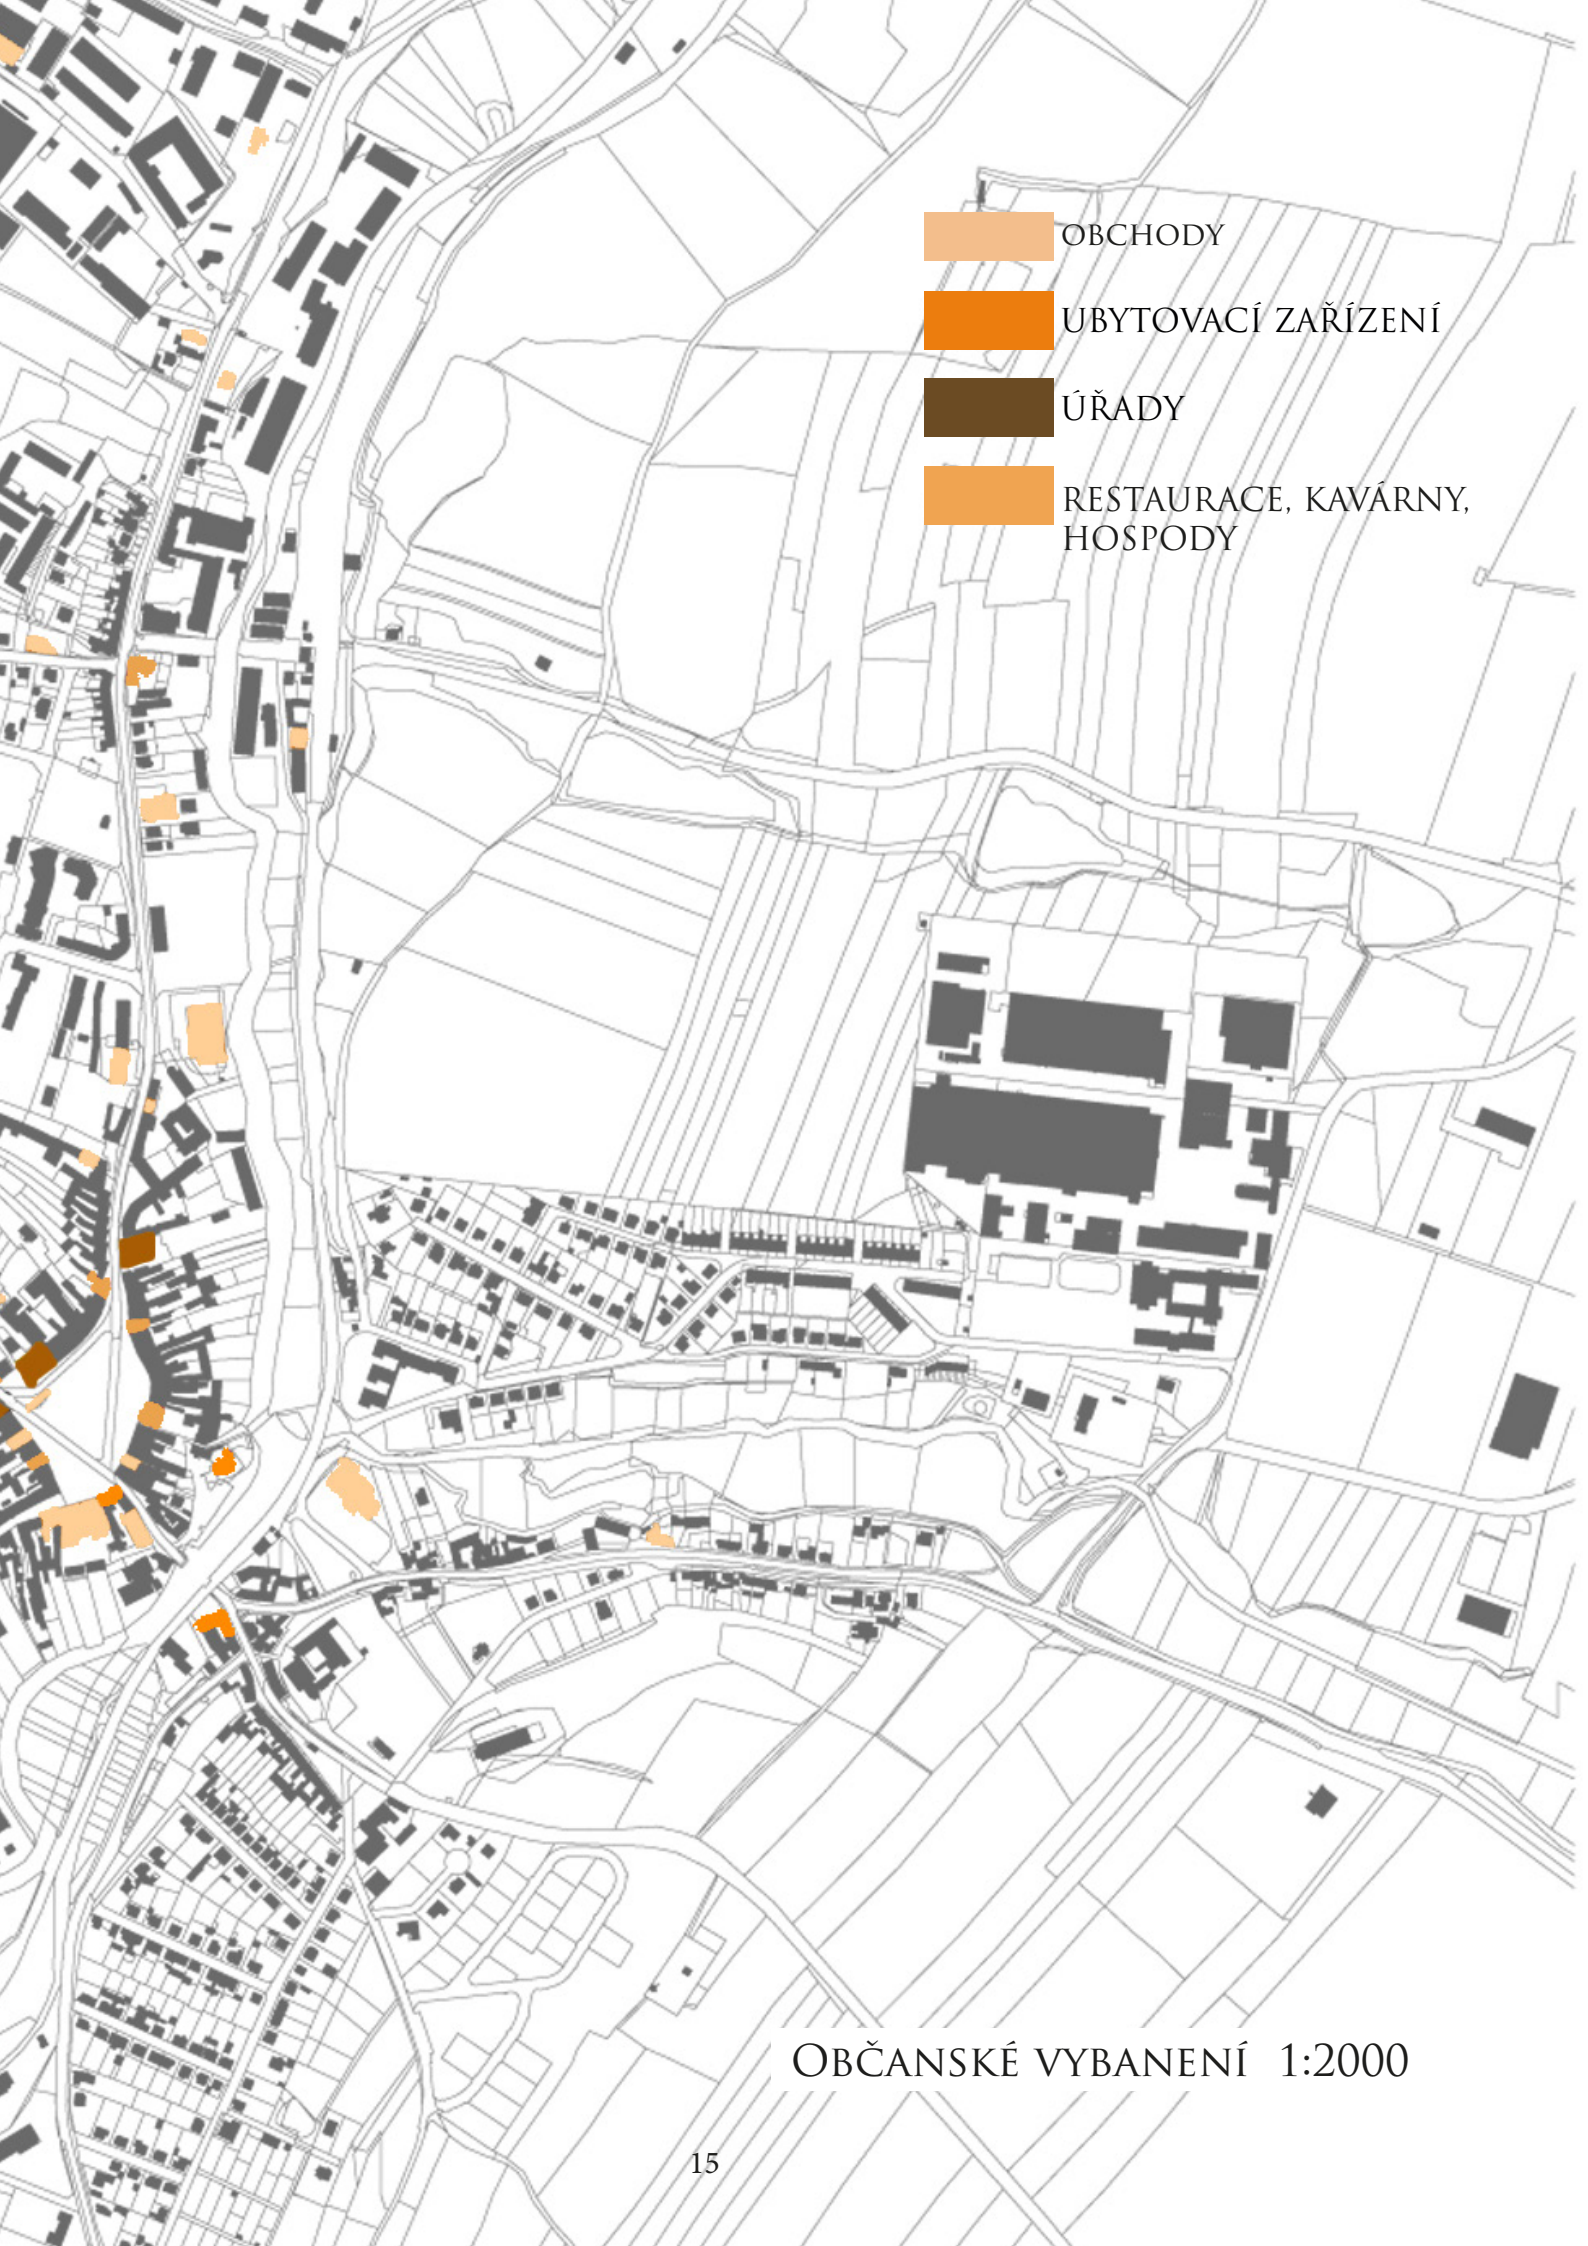 OBCHODY
UBYTOVACÍ ZAŘÍZENÍ
ÚŘADY
RESTAURACE, KAVÁRNY,
HOSPODY
OBČANSKÉ VYBANENÍ 1:2000
15